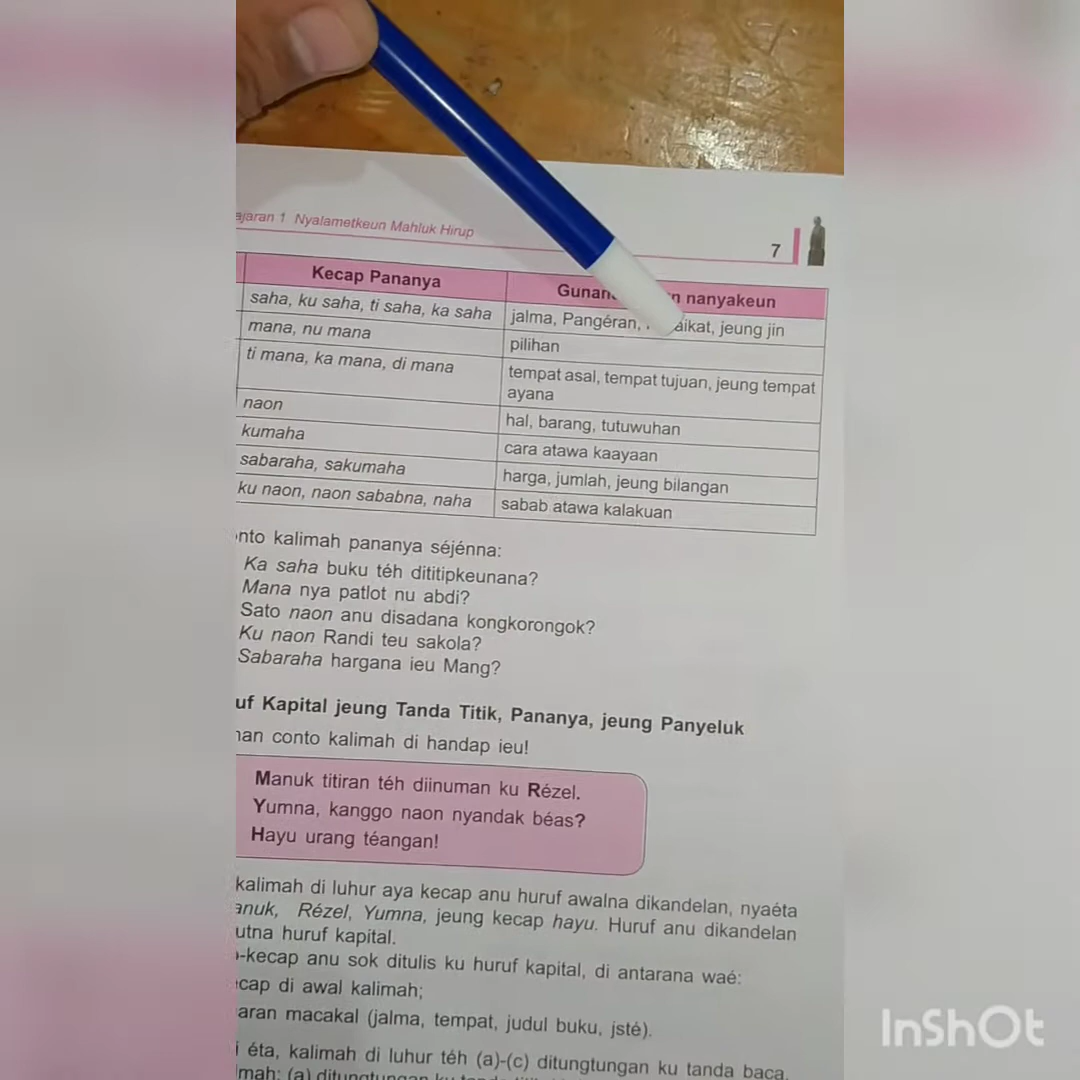 ajaran 1 Nyalametkeun Mahluk Hirup
7
Kecap Pananya
nanyakeun
saha, ku saha, ti saha, ka saha
jalma, Pangéran, jeung jin
mana, nu mana
pilihan
ti mana, ka mana, di mana
tempat asal, tempat tujuan, jeung tempat
ayana
naon
hal, barang, tutuwuhan
kumaha
cara atawa kaayaan
sabaraha, sakumaha
harga, jumlah, jeung bilangan
ku naon, naon sababna, naha
sabab atawa kalakuan
nto kalimah pananya séjénna:
Ka saha buku téh dititipkeunana?
Mana nya patlot nu abdi?
Sato naon anu disadana kongkorongok?
Ku naon Randi teu sakola?
Sabaraha hargana ieu Mang?
uf Kapital jeung Tanda Titik, Pananya, jeung Panyeluk
an conto kalimah di handap ieu!
Manuk titiran téh diinuman ku Rézel.
Yumna, kanggo naon nyandak béas?
Hayu urang téangan!
kalimah di luhur aya kecap anu huruf awalna dikandelan, nyaéta
anuk, Rézel, Yumna, jeung kecap hayu. Huruf anu dikandelan
utna huruf kapital.
-kecap anu sok ditulis ku huruf kapital, di antarana waé:
cap di awal kalimah;
aran macakal (jalma, tempat, judul buku, jsté).
i éta, kalimah di luhur téh (a)-(c) ditungtungan ku tanda baca.
mah: (a) ditungtungan ku tanda
InShOt